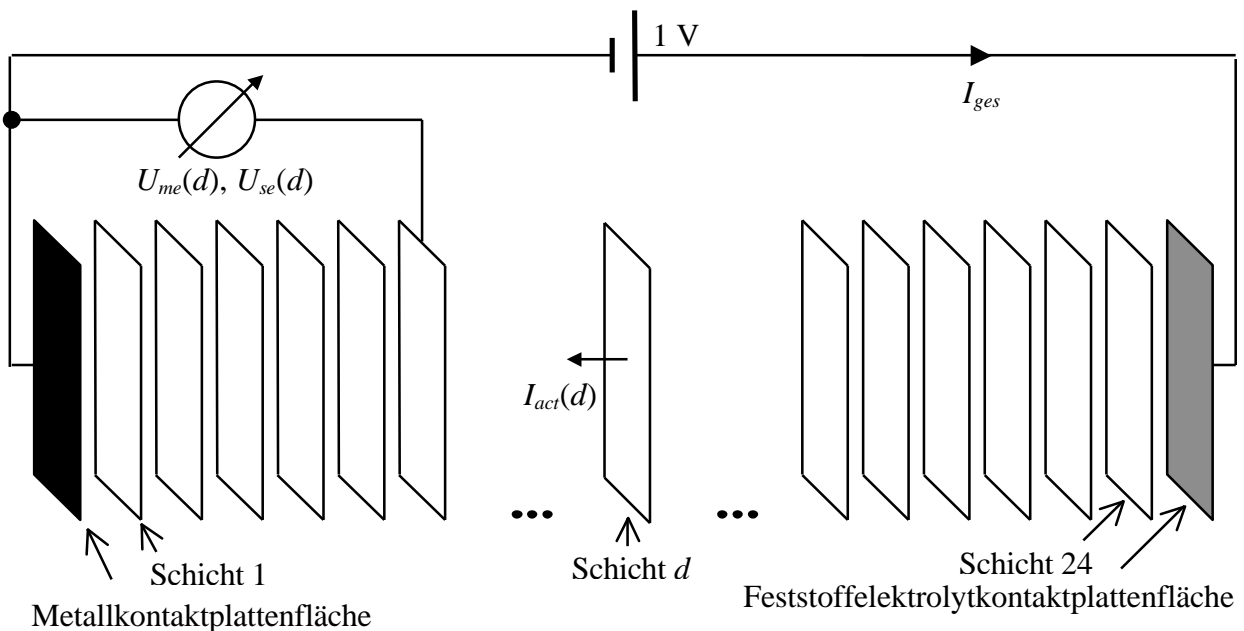 1 V
I_ges
U_me(d), U_se(d)
I_act(d)
...
...
Schicht 1
Schicht d
Schicht 24
Metallkontaktplattenfläche
Feststoffelektrolytkontaktplattenfläche